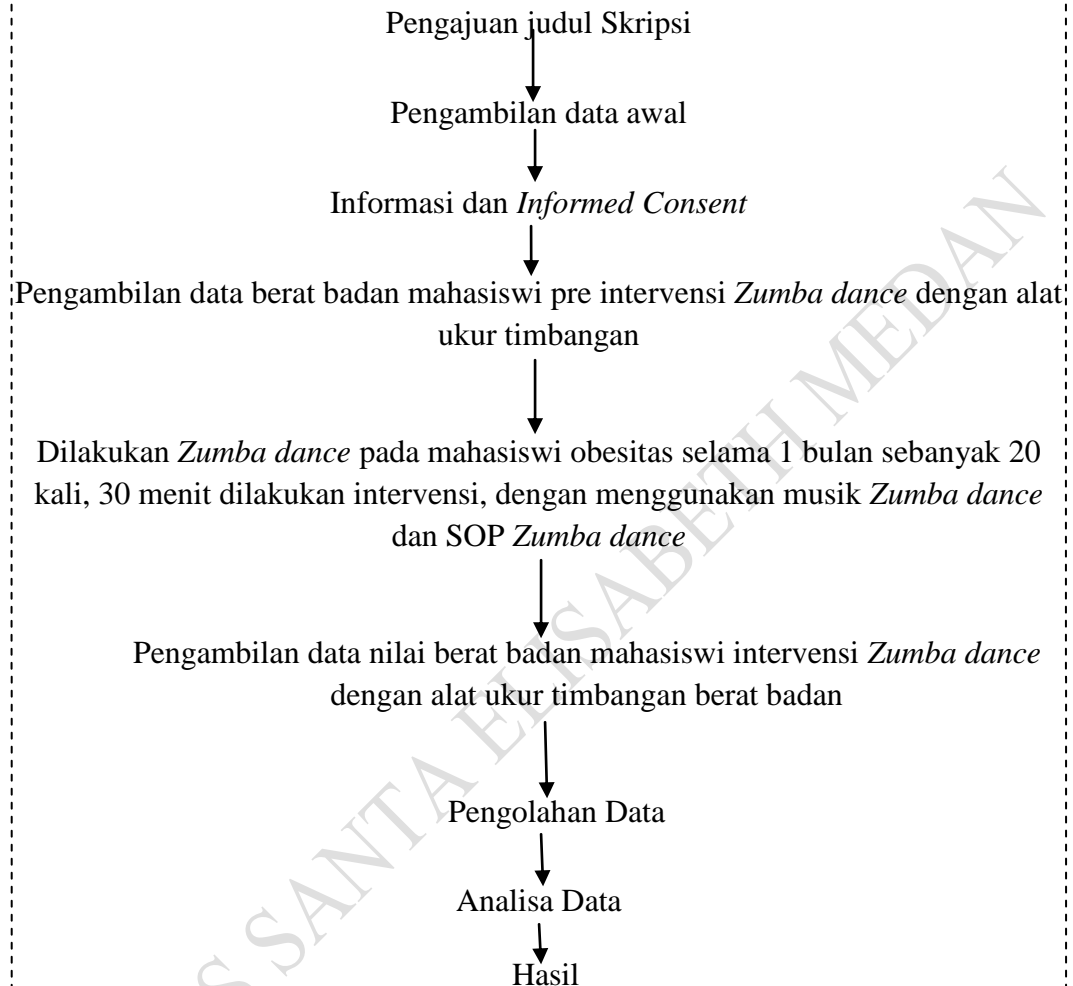 Pengajuan judul Skripsi
Pengambilan data awal
Informasi dan Informed Consent
Pengambilan data berat badan mahasiswi pre intervensi Zumba dance dengan alat
ukur timbangan
Dilakukan Zumba dance pada mahasiswi obesitas selama 1 bulan sebanyak 20
kali, 30 menit dilakukan intervensi, dengan menggunakan musik Zumba dance
dan SOP Zumba dance
Pengambilan data nilai berat badan mahasiswi intervensi Zumba dance
dengan alat ukur timbangan berat badan
Pengolahan Data
Analisa Data
Hasil
S SANTA ELISABETH MEDAN